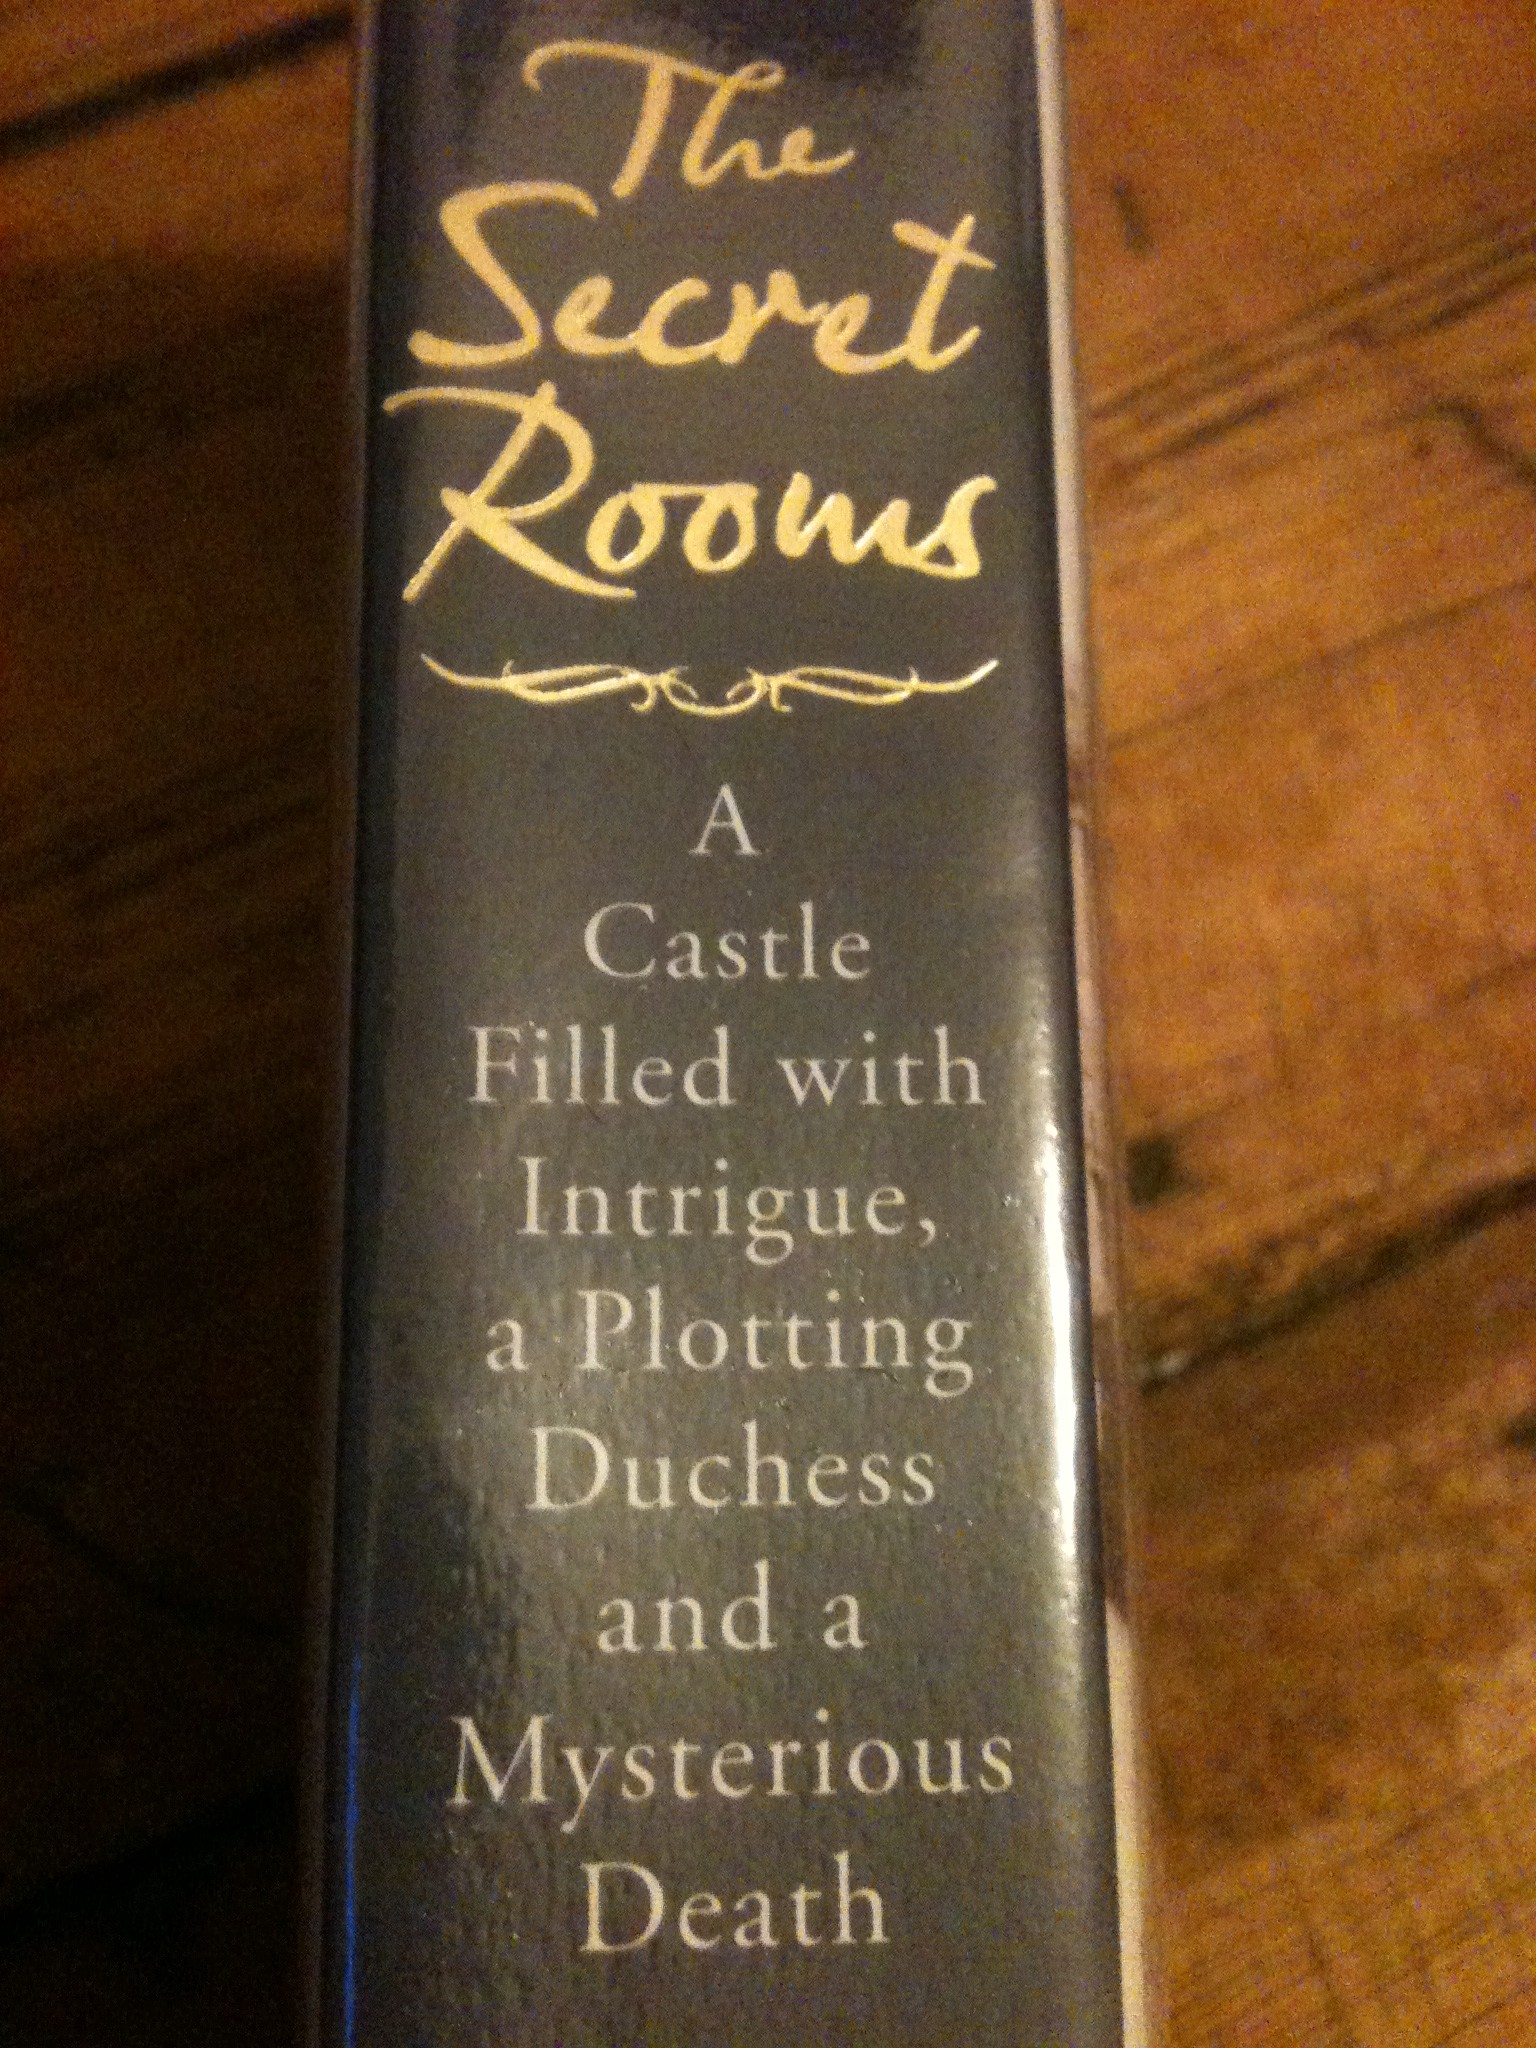 The
Secret
Rooms
A
Castle
Filled with
Intrigue,
a Plotting
Duchess
and a
Mysterious
Death